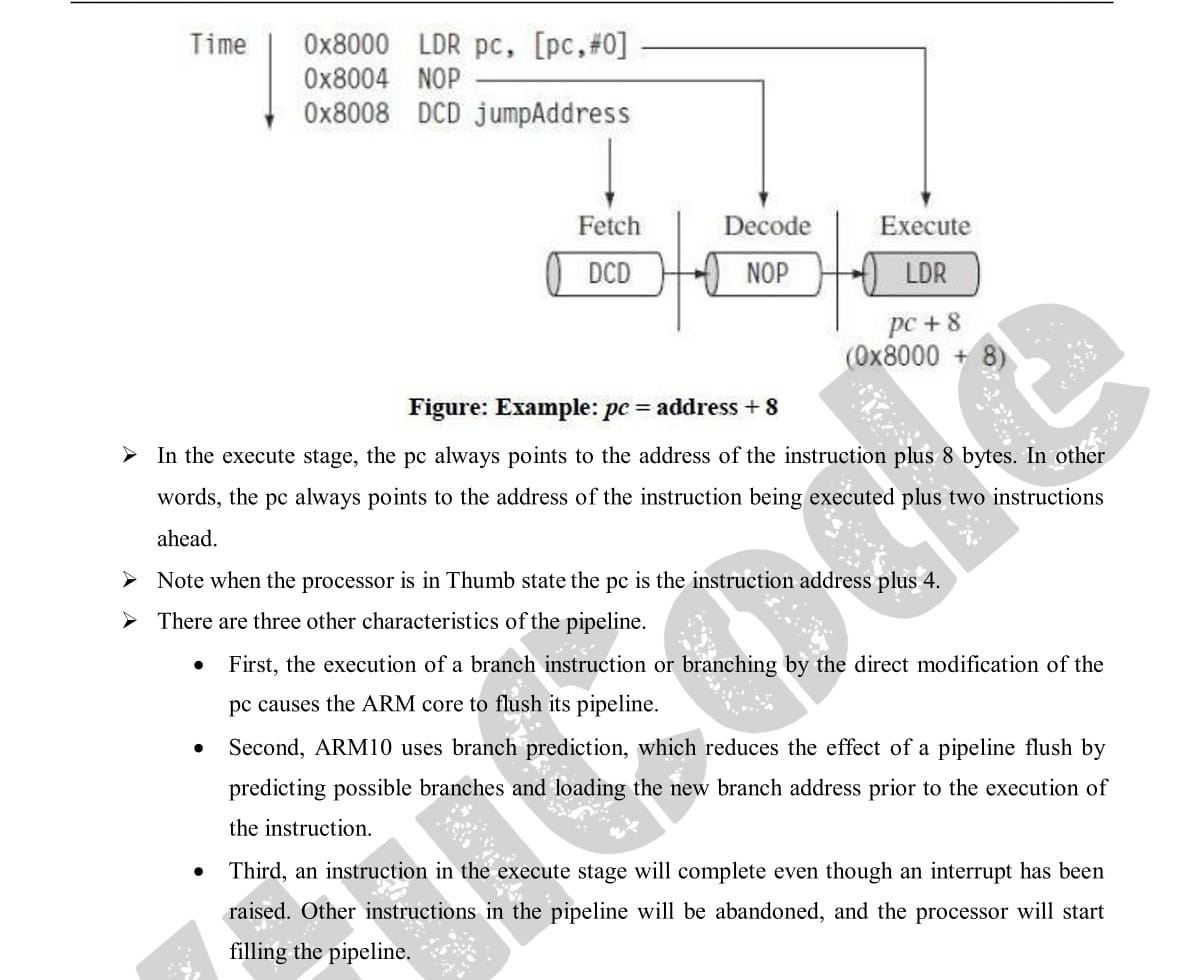 Time 0x8000 LDR pc, [pc,#0]
0x8004 NOP
0x8008 DCD jumpAddress
Fetch Decode Execute
DCD NOP LDR
pc + 8
(0x8000 + 8)
Figure: Example: pc = address + 8
➢ In the execute stage, the pc always points to the address of the instruction plus 8 bytes. In other
words, the pc always points to the address of the instruction being executed plus two instructions
ahead.
➢ Note when the processor is in Thumb state the pc is the instruction address plus 4.
➢ There are three other characteristics of the pipeline.
• First, the execution of a branch instruction or branching by the direct modification of the
pc causes the ARM core to flush its pipeline.
• Second, ARM10 uses branch prediction, which reduces the effect of a pipeline flush by
predicting possible branches and loading the new branch address prior to the execution of
the instruction.
• Third, an instruction in the execute stage will complete even though an interrupt has been
raised. Other instructions in the pipeline will be abandoned, and the processor will start
filling the pipeline.